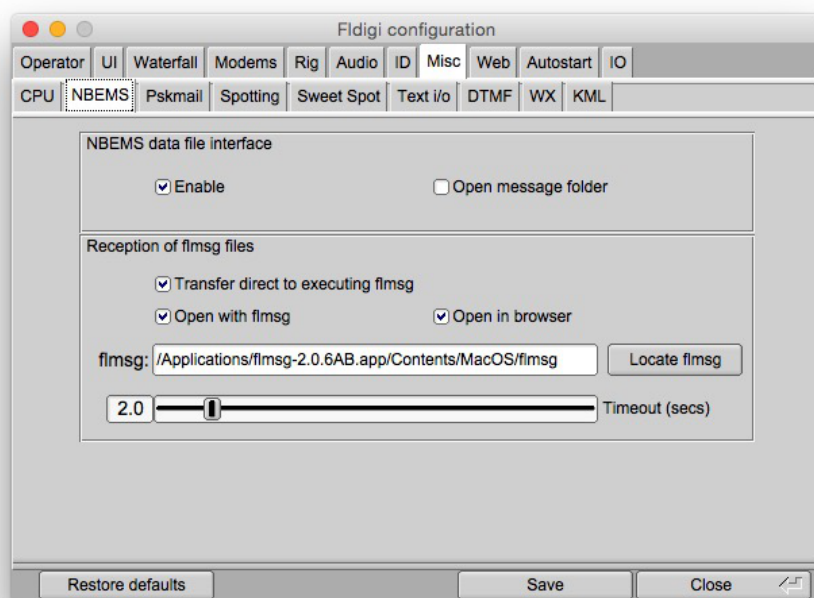 Fldigi configuration
Operator UI Waterfall Modems Rig Audio ID Misc Web Autostart IO
CPU NBEMS Pskmail Spotting Sweet Spot Text i/o DTMF WX KML
NBEMS data file interface
Enable Open message folder
Reception of flmsg files
Transfer direct to executing flmsg
Open with flmsg Open in browser
flmsg: /Applications/flmsg-2.0.6AB.app/Contents/MacOS/flmsg Locate flmsg
2.0 Timeout (secs)
Restore defaults Save Close